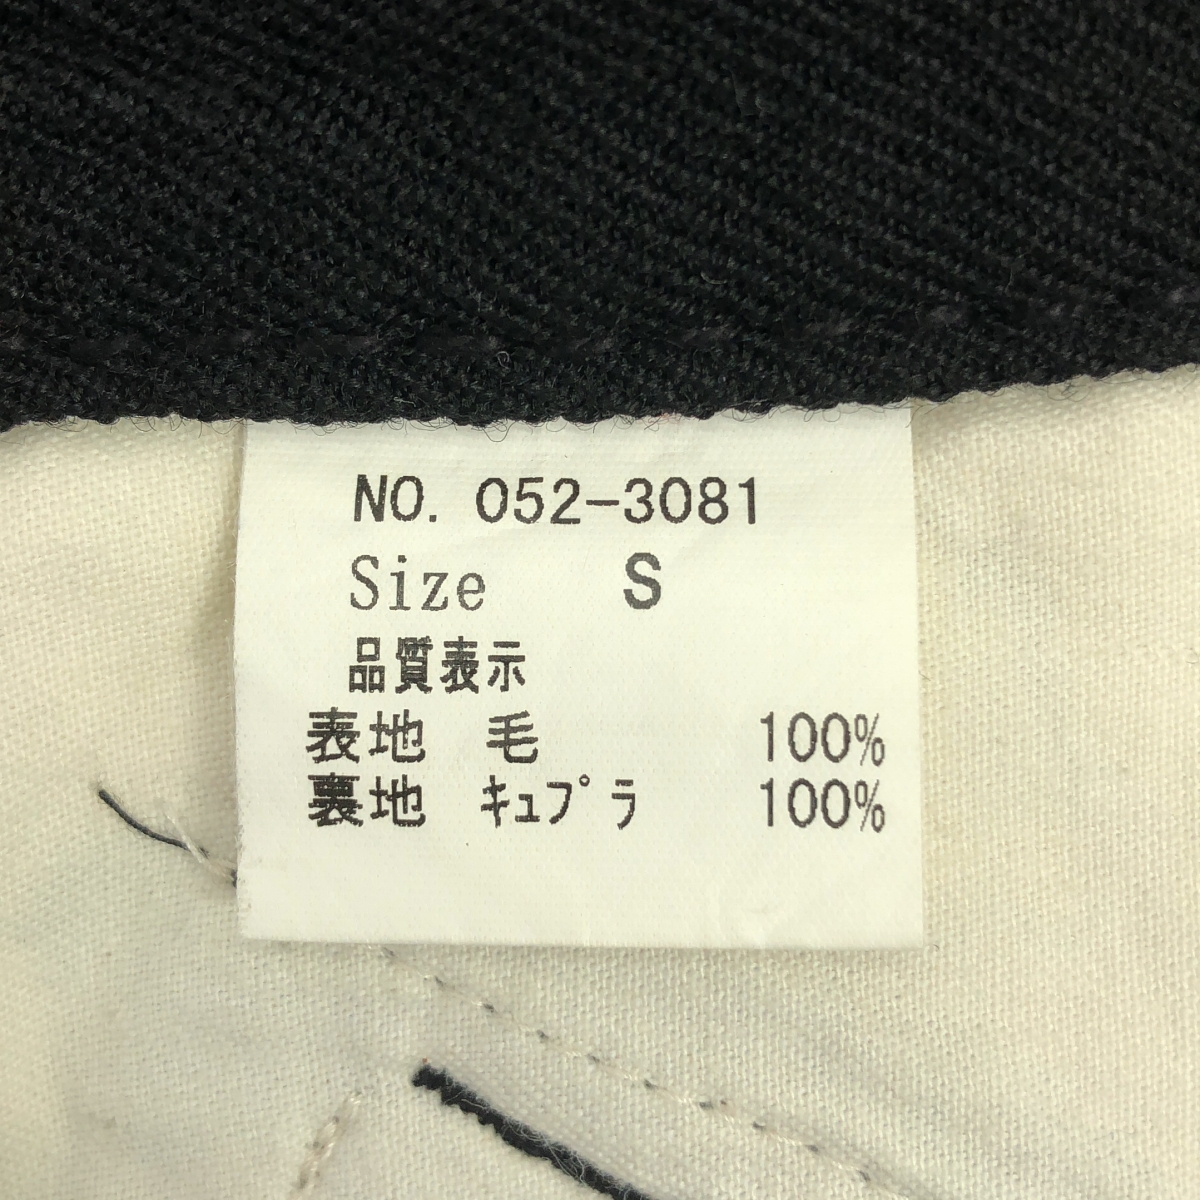 NO. 052-3081
Size S
品質表示
表地 毛 100%
裏地 ｷｭﾌﾟﾗ 100%